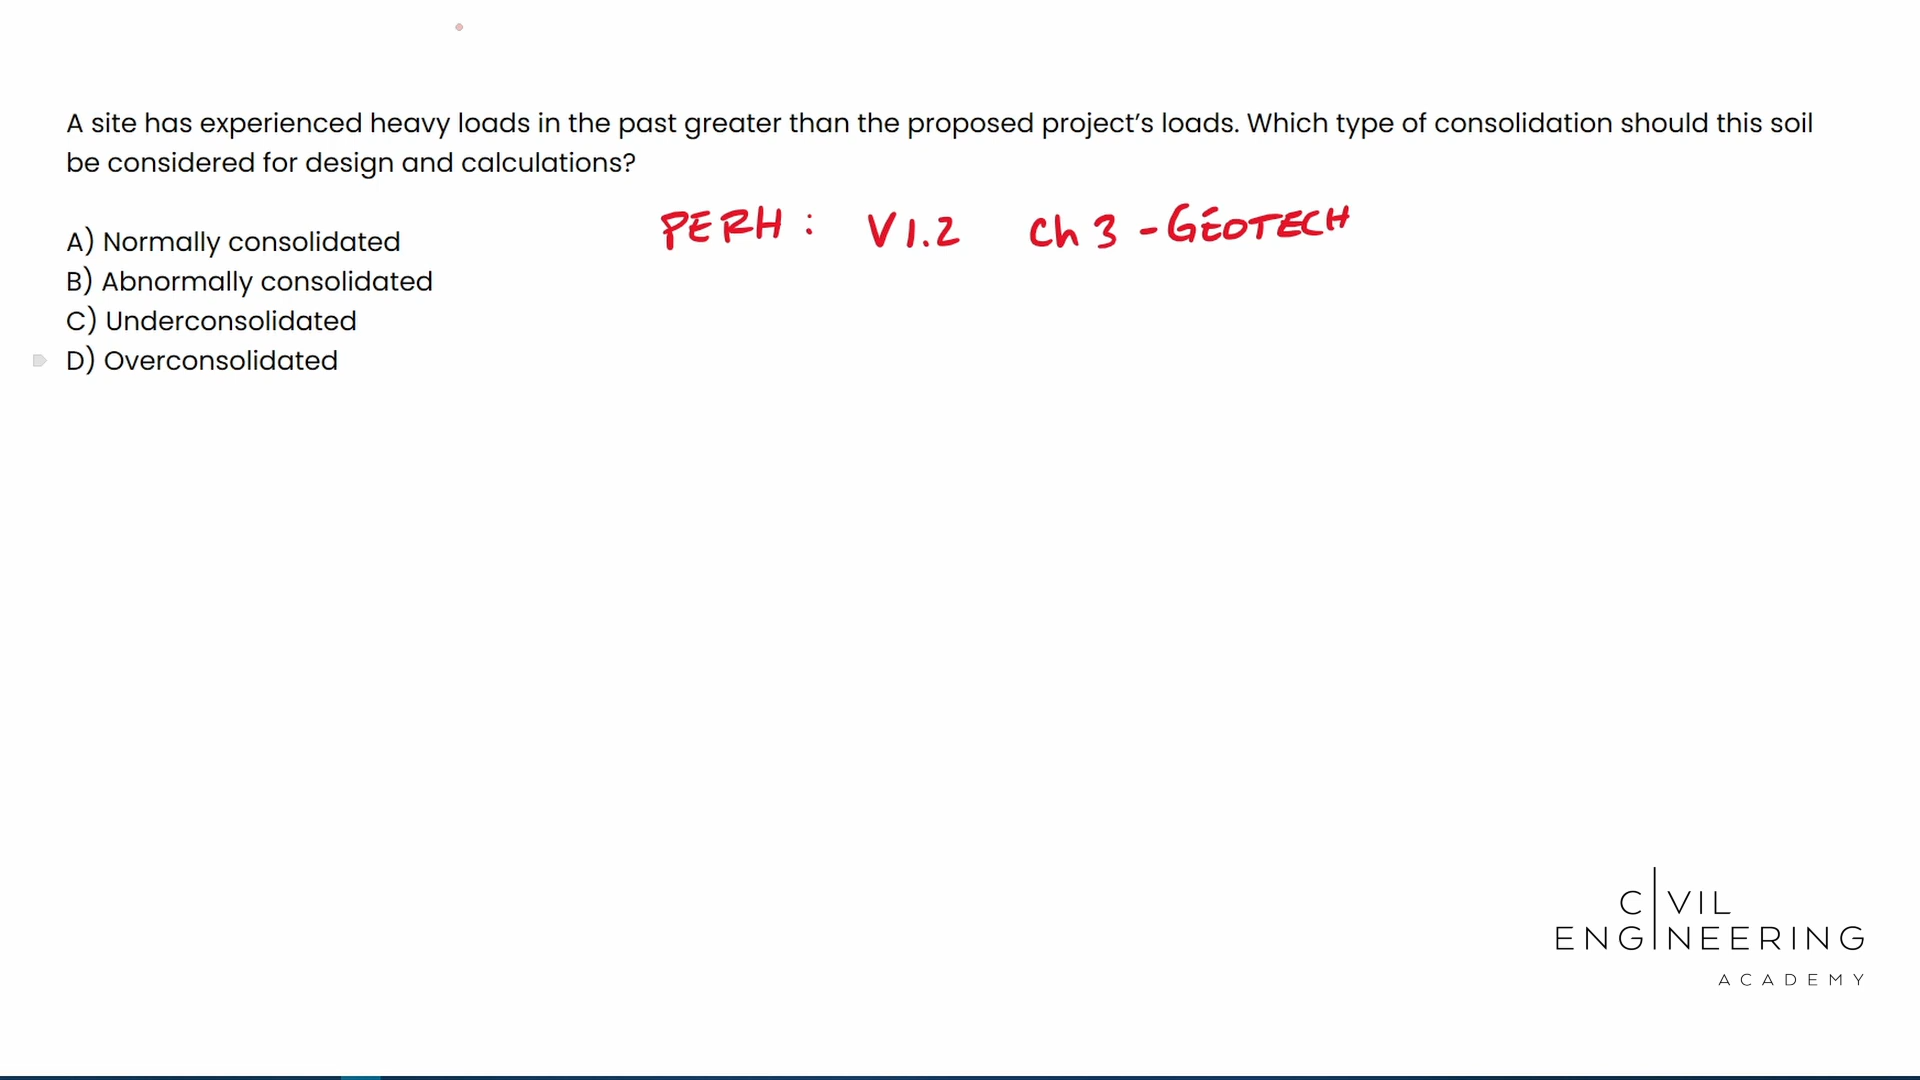 A site has experienced heavy loads in the past greater than the proposed project’s loads. Which type of consolidation should this soil
be considered for design and calculations?
PERH : V1.2 Ch 3 - GEOTECH
A) Normally consolidated
B) Abnormally consolidated
C) Underconsolidated
D) Overconsolidated
CIVIL
ENGINEERING
ACADEMY